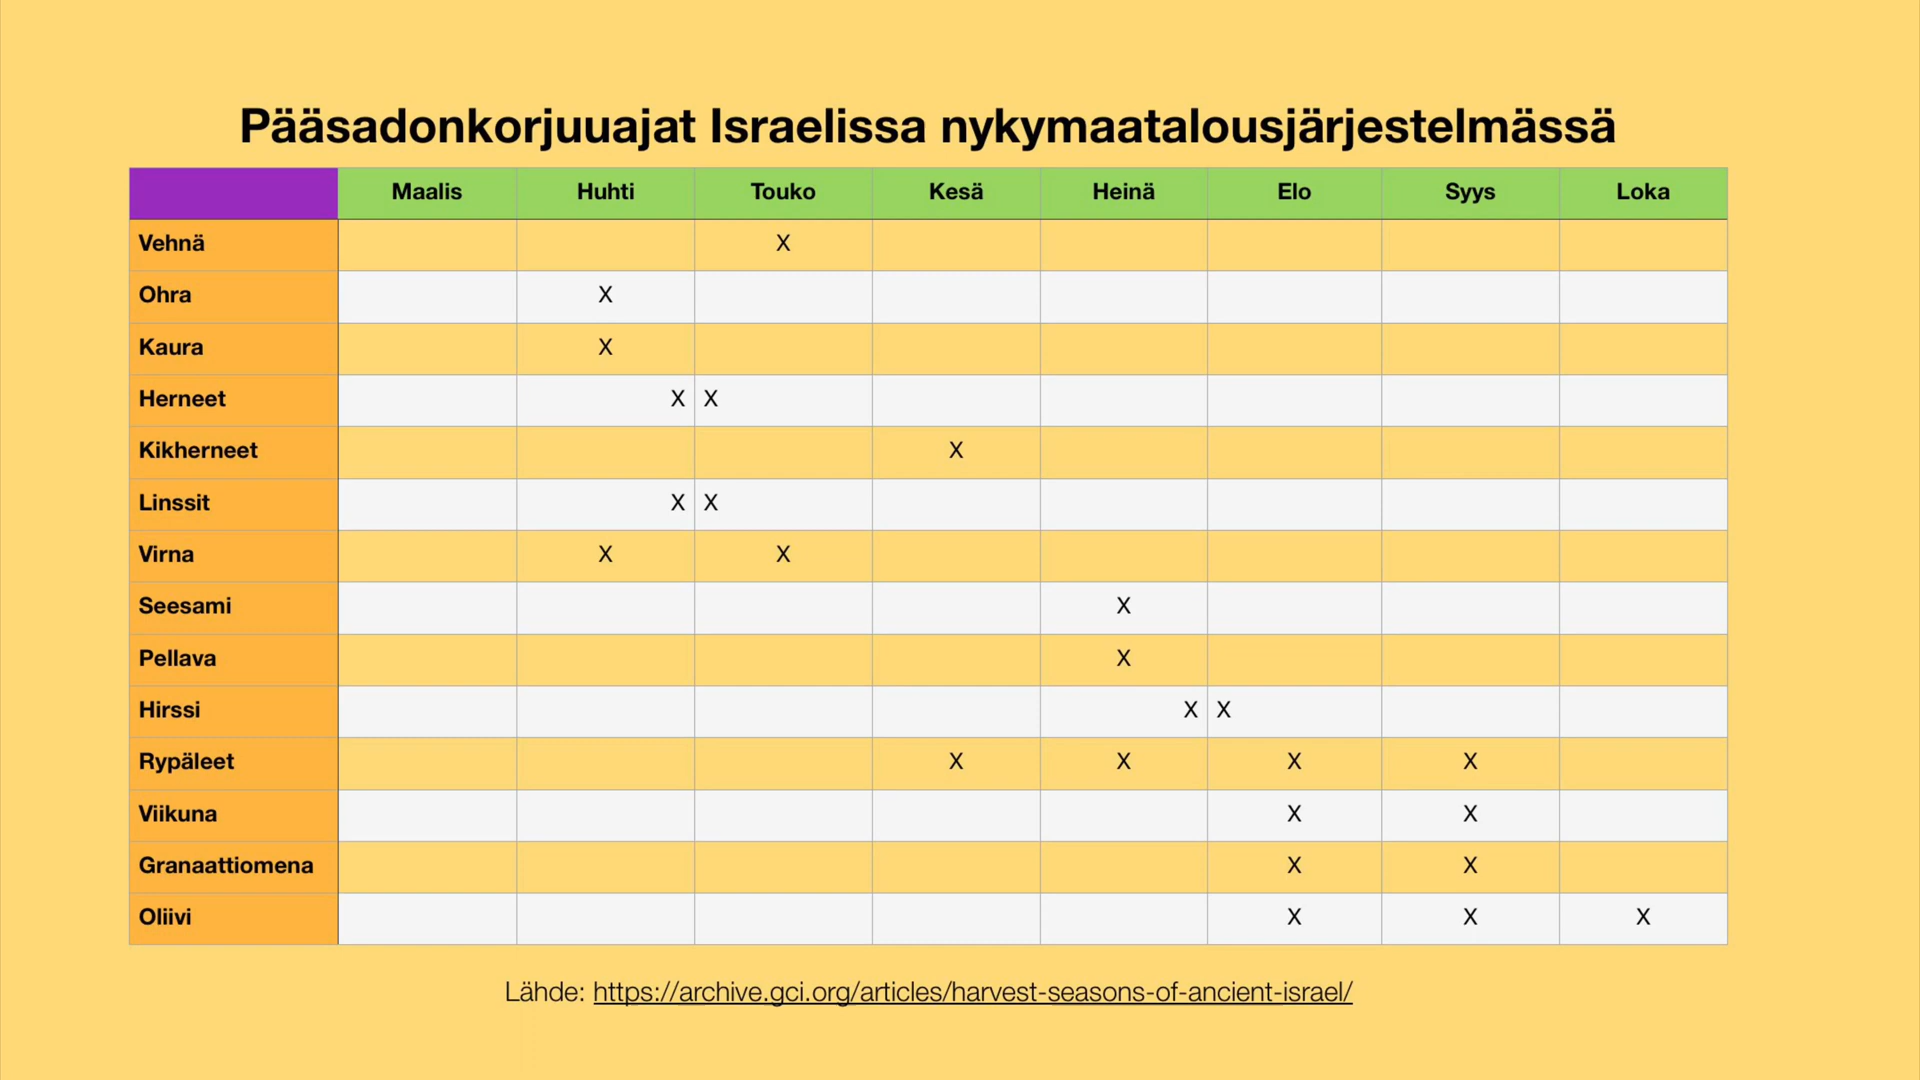 Pääsadonkorjuuajat Israelissa nykymaatalousjärjestelmässä
Maalis Huhti Touko Kesä Heinä Elo Syys Loka
Vehnä X
Ohra X
Kaura X
Herneet X X
Kikherneet X
Linssit X X
Virna X X
Seesami X
Pellava X
Hirssi X X
Rypäleet X X X X
Viikuna X X
Granaattiomena X X
Oliivi X X X
Lähde: https://archive.gci.org/articles/harvest-seasons-of-ancient-israel/